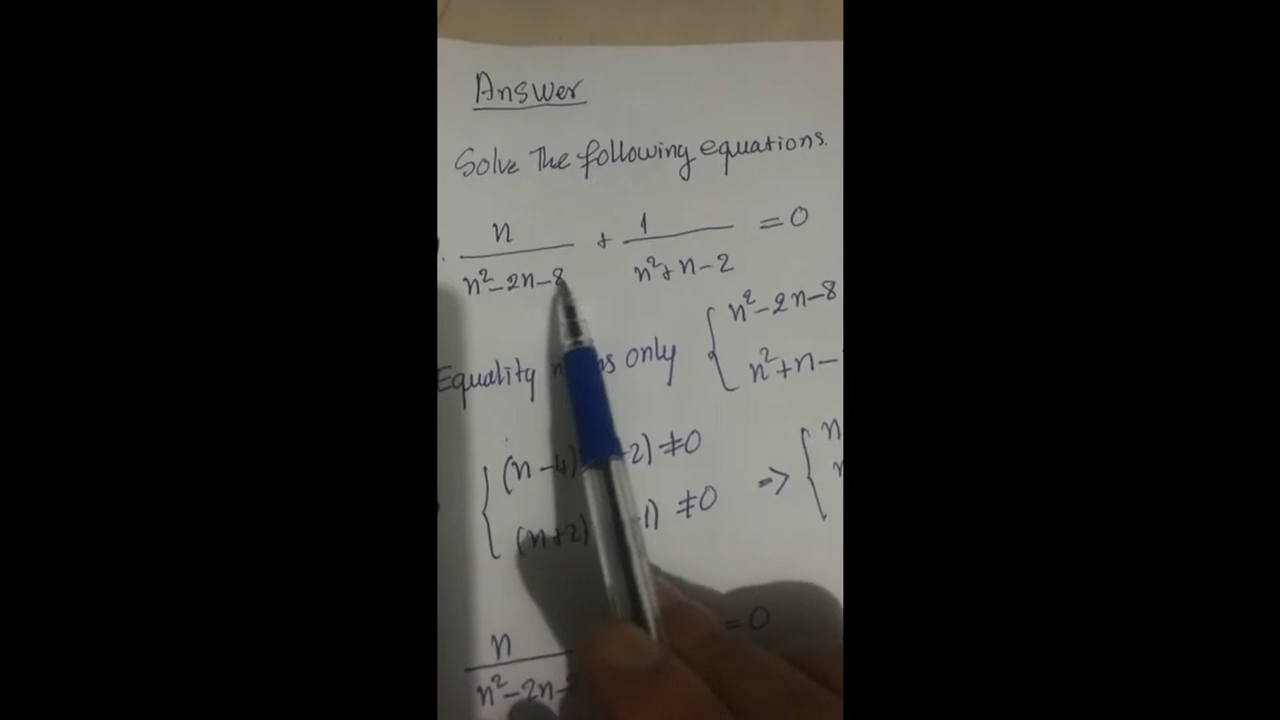 Answer
Solve The following equations.
n/(n²-2n-8) + 1/(n²+n-2) = 0
Equality only { n²-2n-8
n²+n-
{ (n-4) 2) ≠0
(n+2) 1) ≠0 => { n
n
n/(n²-2n- =0